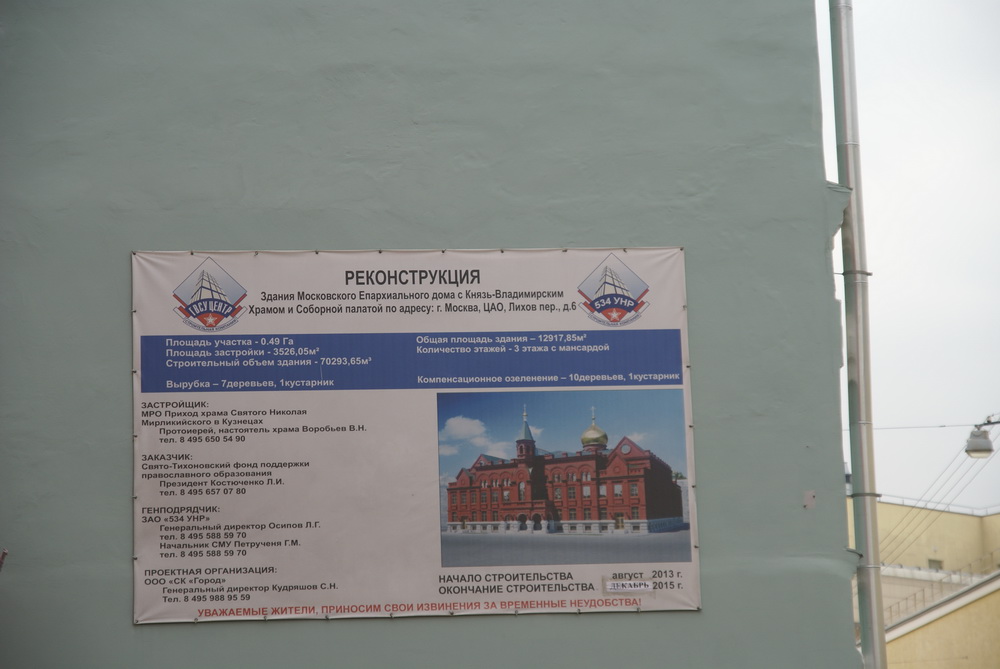 РЕКОНСТРУКЦИЯ
Здания Московского Епархиального дома с Князь-Владимирским
Храмом и Соборной палатой по адресу: г. Москва, ЦАО, Лихов пер., д.6
ГОСУЦЕНТР
534 УНР
Площадь участка - 0.49 Га
Площадь застройки - 3526,05м²
Строительный объем здания - 70293,65м³
Вырубка – 7деревьев, 1кустарник
Общая площадь здания – 12917,85м²
Количество этажей - 3 этажа с мансардой
Компенсационное озеленение – 10деревьев, 1кустарник
ЗАСТРОЙЩИК:
МРО Приход храма Святого Николая
Мирликийского в Кузнецах
Протоиерей, настоятель храма Воробьев В.Н.
тел. 8 495 650 54 90
ЗАКАЗЧИК:
Свято-Тихоновский фонд поддержки
православного образования
Президент Костюченко Л.И.
тел. 8 495 657 07 80
ГЕНПОДРЯДЧИК:
ЗАО «534 УНР»
Генеральный директор Осипов Л.Г.
тел. 8 495 588 59 70
Начальник СМУ Петрученя Г.М.
тел. 8 495 588 59 70
ПРОЕКТНАЯ ОРГАНИЗАЦИЯ:
ООО «СК «Город»
Генеральный директор Кудряшов С.Н.
Тел. 8 495 988 95 59
НАЧАЛО СТРОИТЕЛЬСТВА август 2013 г.
ОКОНЧАНИЕ СТРОИТЕЛЬСТВА ДЕКАБРЬ 2015 г.
УВАЖАЕМЫЕ ЖИТЕЛИ, ПРИНОСИМ СВОИ ИЗВИНЕНИЯ ЗА ВРЕМЕННЫЕ НЕУДОБСТВА!